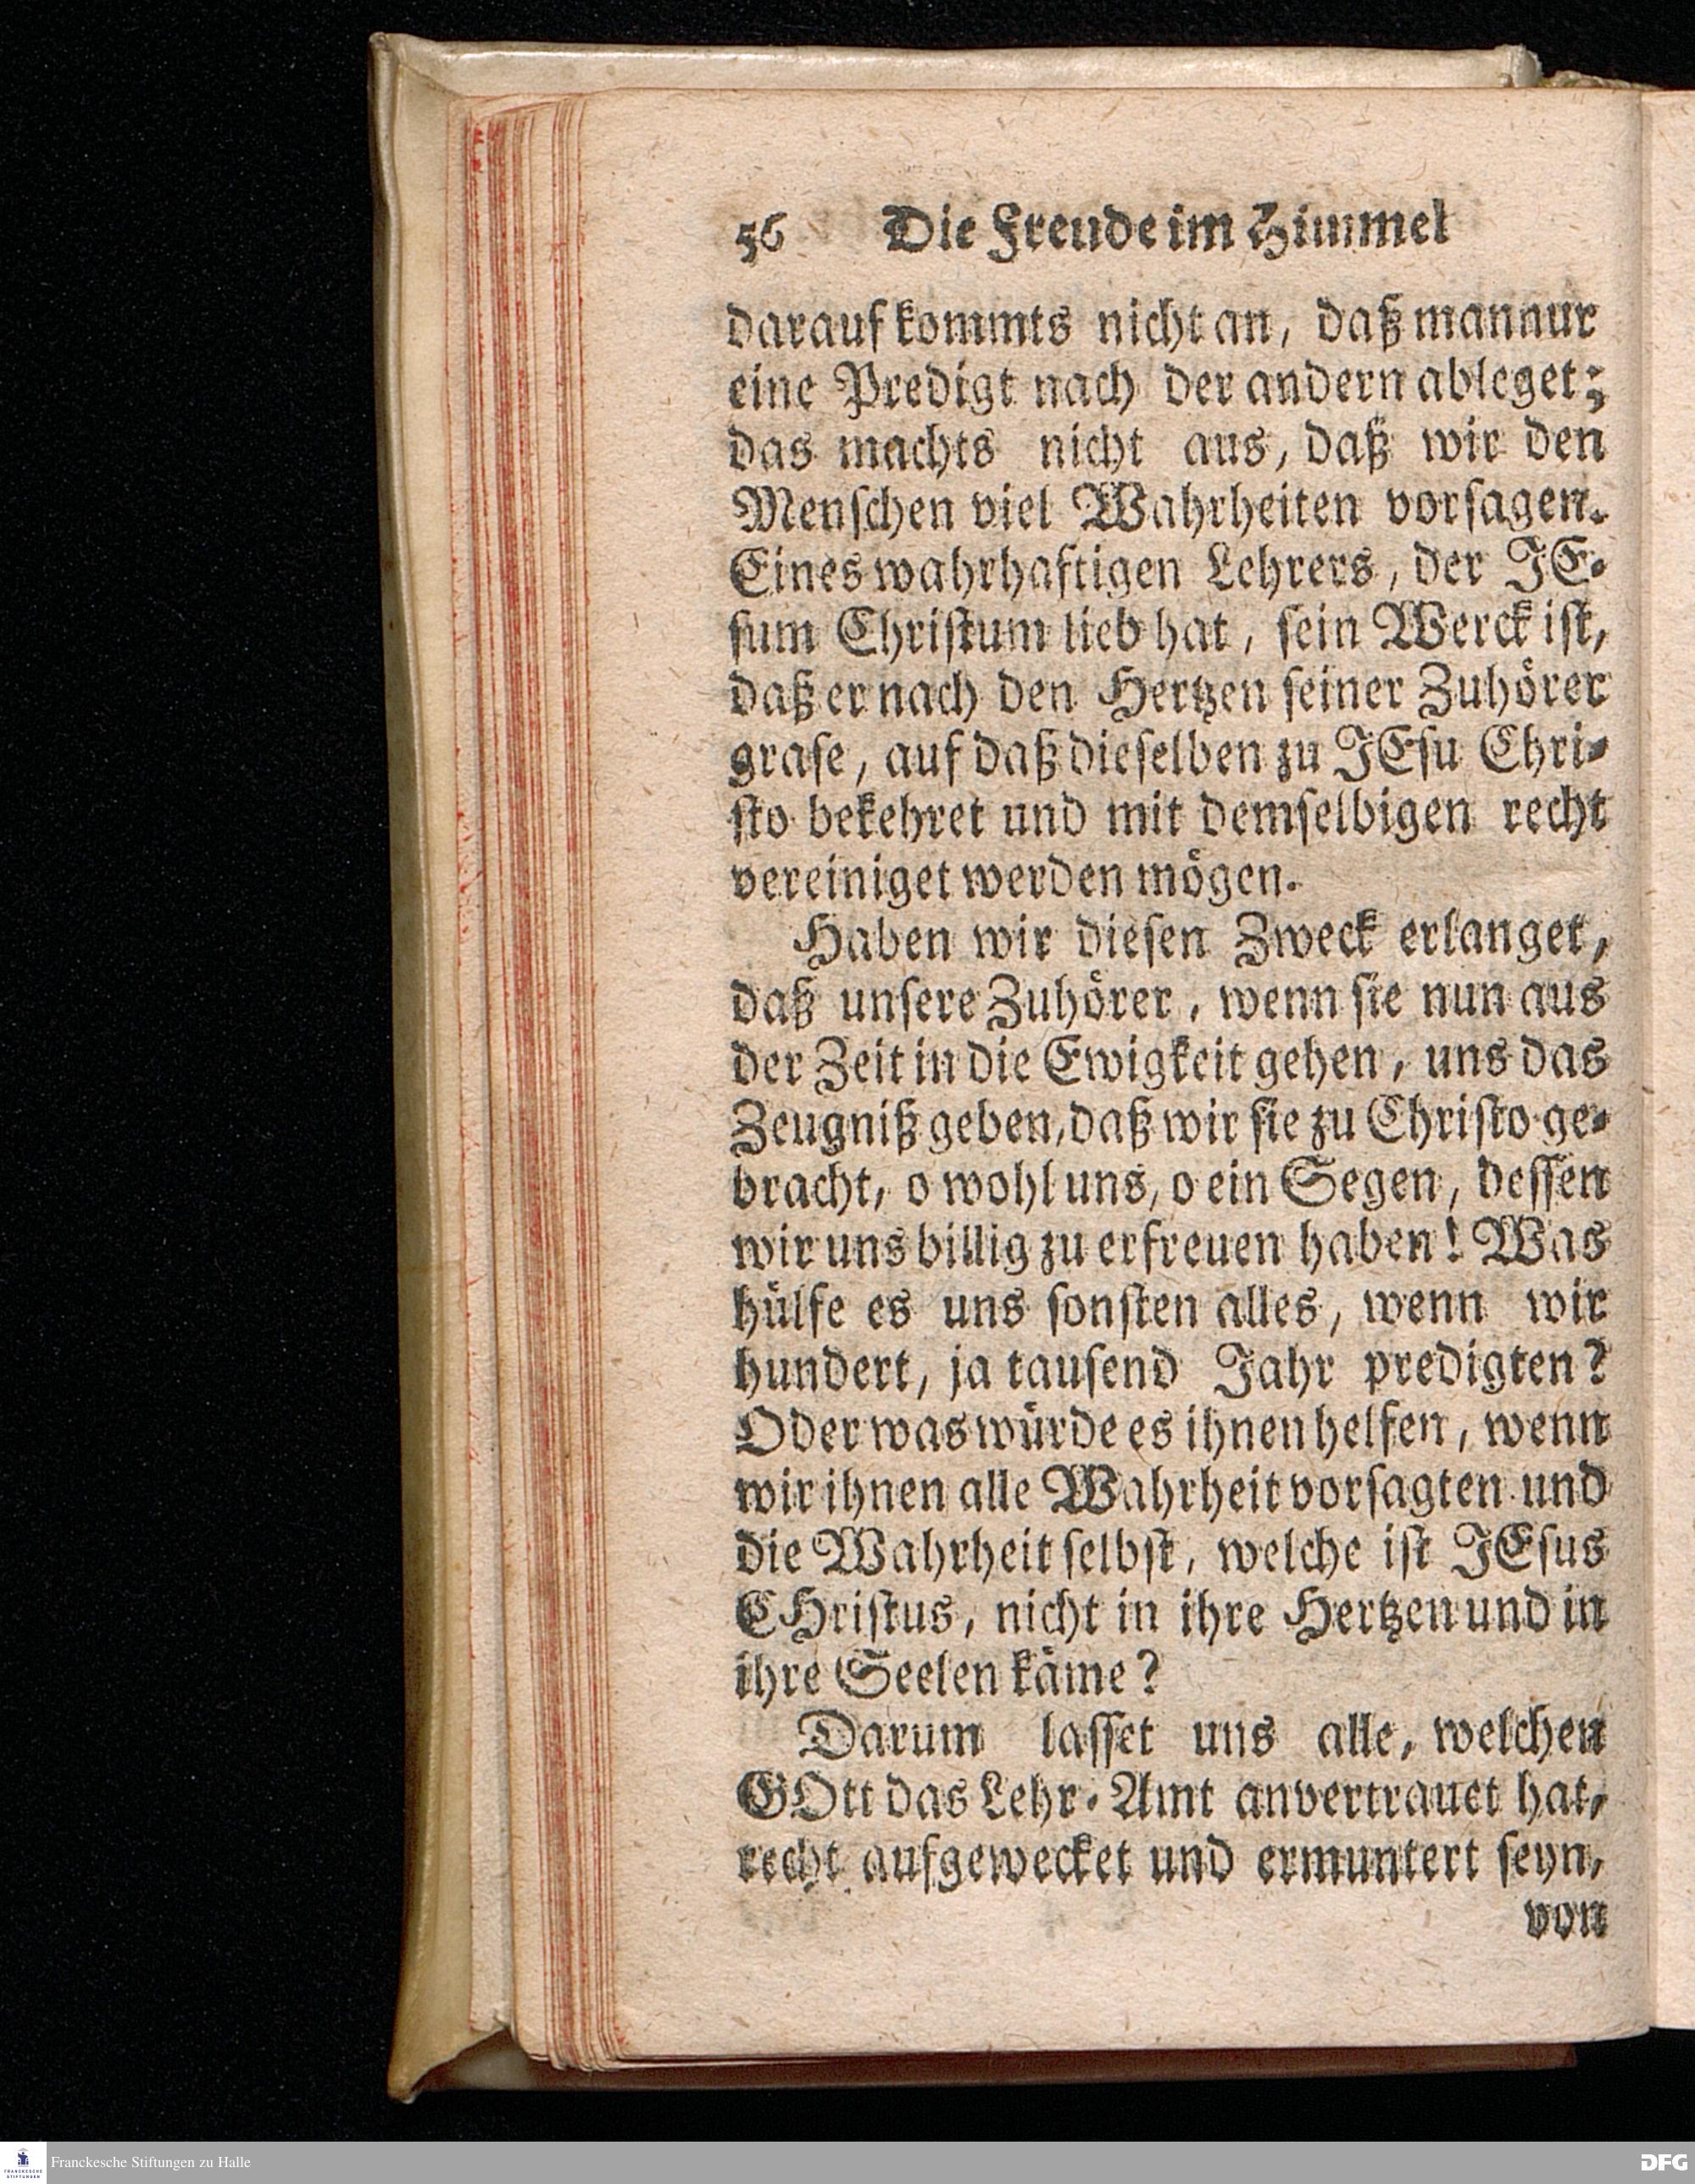 56 Die Freude im Himmel
darauf kommts nicht an, daß man nur
eine Predigt nach der andern ableget;
das machts nicht aus, daß wir den
Menschen viel Wahrheiten vorsagen.
Eines wahrhaftigen Lehrers, der JE-
sum Christum lieb hat, sein Werck ist,
daß er nach den Hertzen seiner Zuhörer
grase, auf daß dieselben zu JEsu Chri-
sto bekehret und mit demselbigen recht
vereiniget werden mögen.
Haben wir diesen Zweck erlanget,
daß unsere Zuhörer, wenn sie nun aus
der Zeit in die Ewigkeit gehen, uns das
Zeugniß geben, daß wir sie zu Christo ge-
bracht, o wohl uns, o ein Segen, dessen
wir uns billig zu erfreuen haben! Was
hülfe es uns sonsten alles, wenn wir
hundert, ja tausend Jahr predigten?
Oder was würde es ihnen helfen, wenn
wir ihnen alle Wahrheit vorsagten und
die Wahrheit selbst, welche ist JEsus
CHristus, nicht in ihre Hertzen und in
ihre Seelen käme?
Darum lasset uns alle, welchen
GOtt das Lehr-Amt anvertrauet hat,
recht aufgewecket und ermuntert seyn,
von
FRANCKESCHE STIFTUNGEN
Franckesche Stiftungen zu Halle
DFG